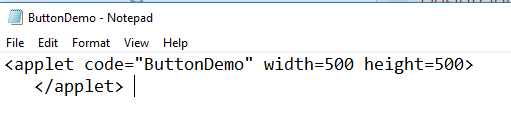 ButtonDemo - Notepad
File Edit Format View Help
<applet code="ButtonDemo" width=500 height=500>
</applet>